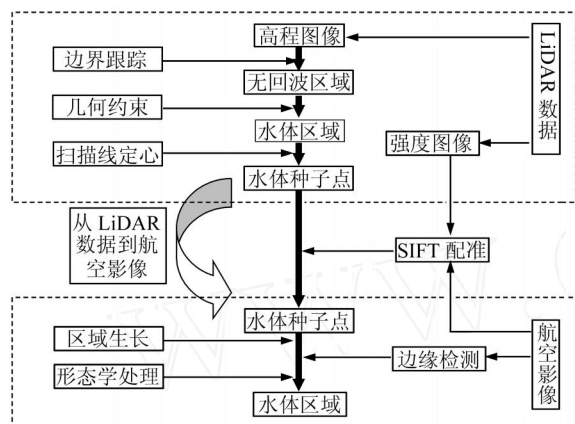 高程图像
边界跟踪
无回波区域
几何约束
水体区域
扫描线定心
水体种子点
LiDAR 数据
强度图像
从 LiDAR
数据到航
空影像
SIFT 配准
水体种子点
区域生长
边缘检测
形态学处理
水体区域
航空影像